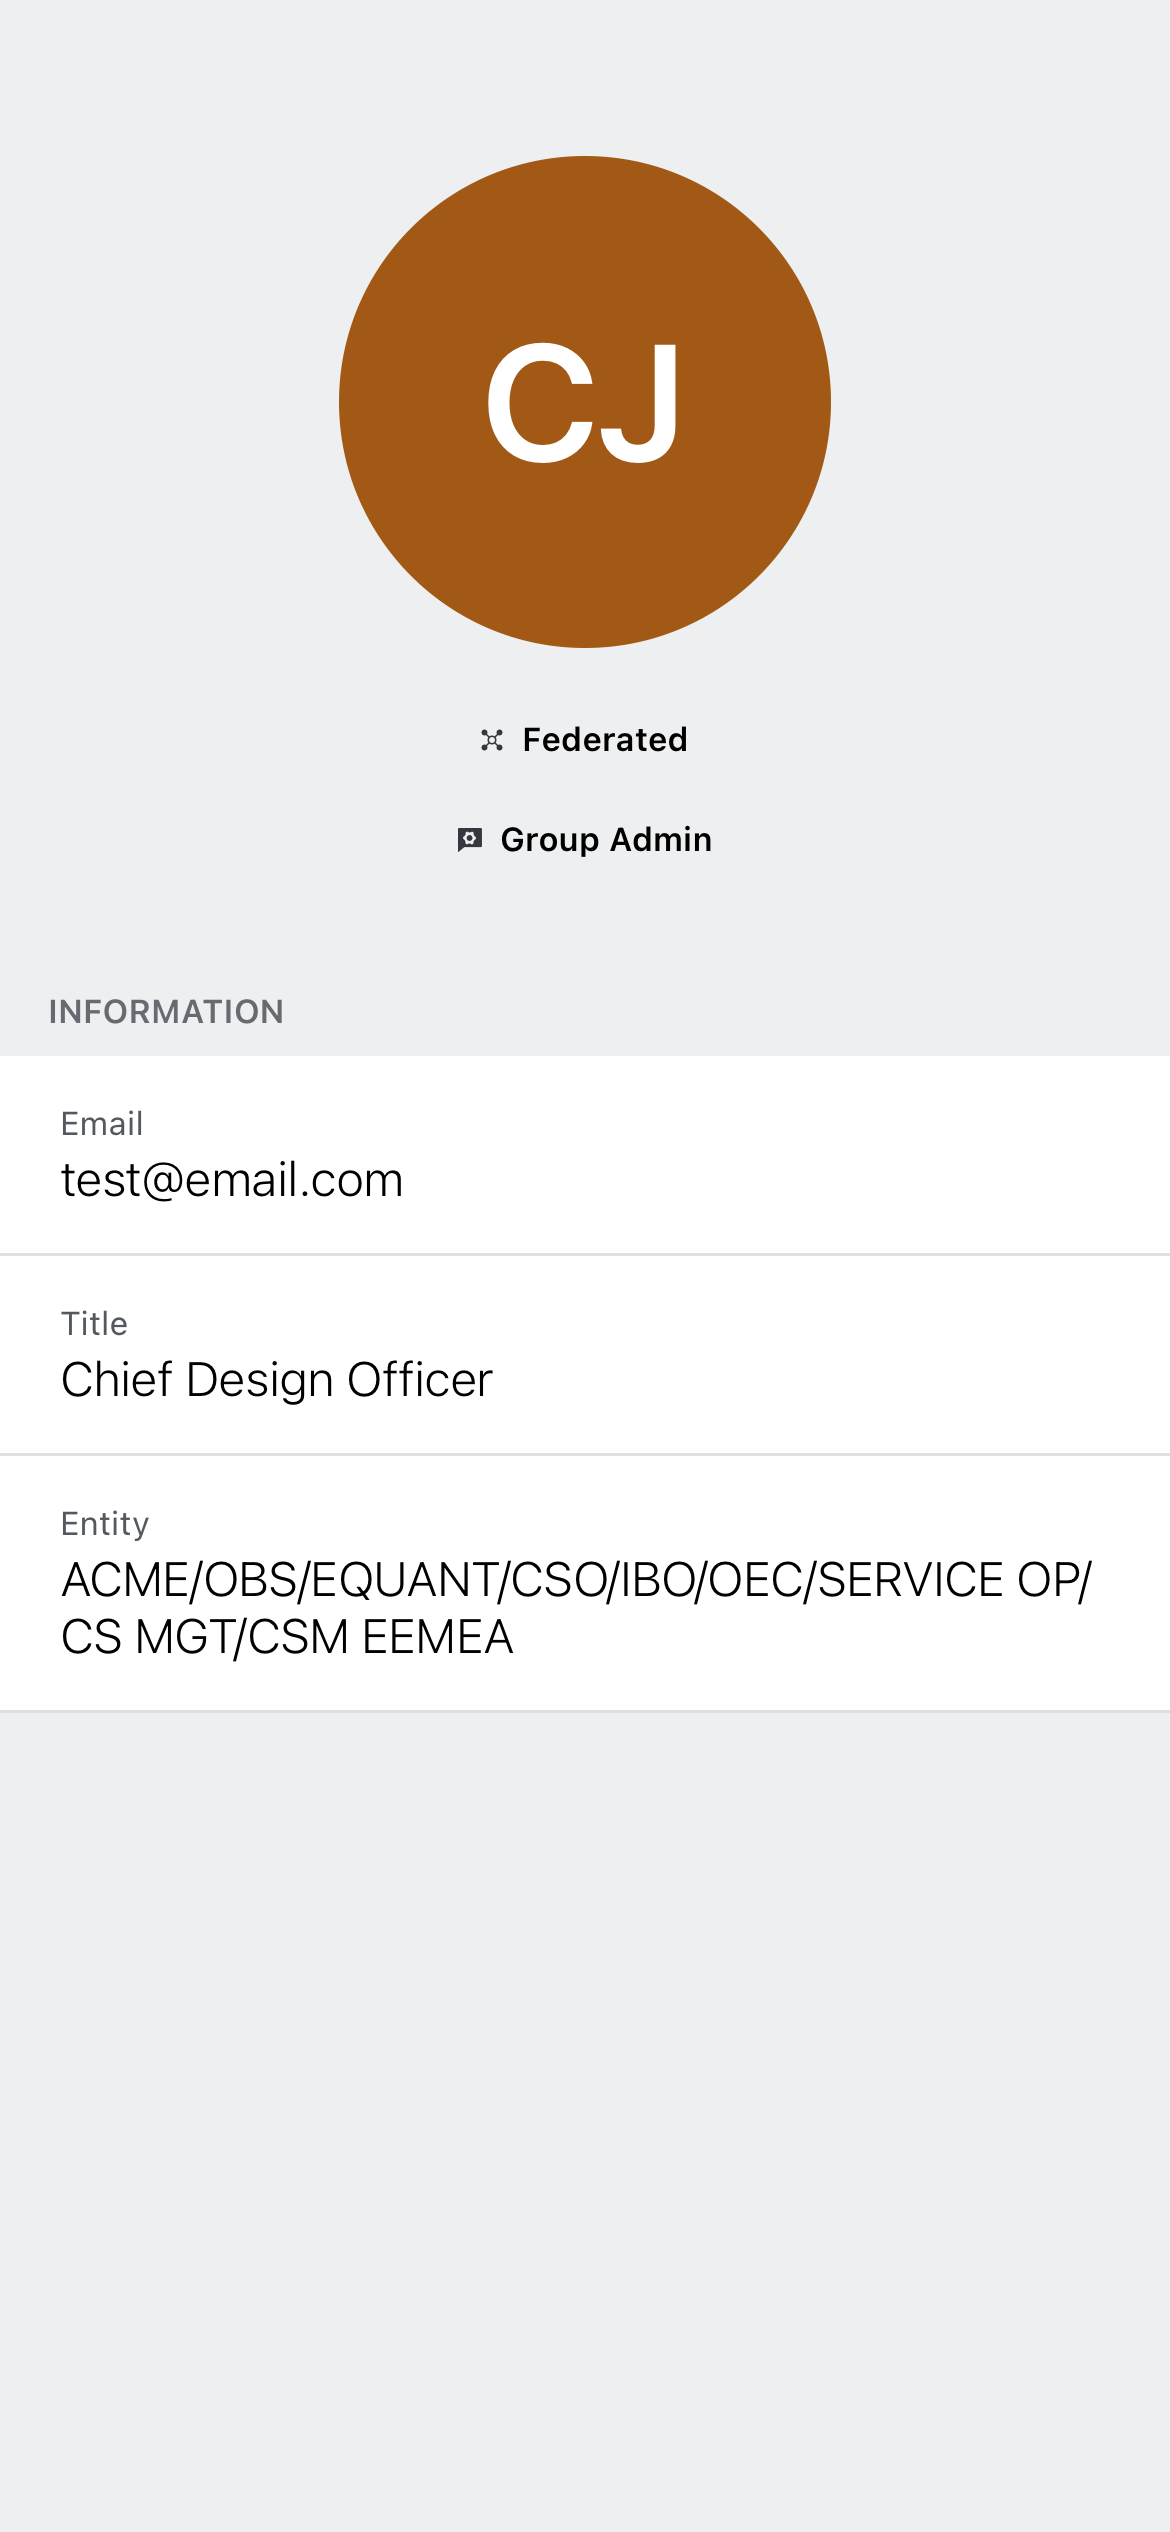 CJ
Federated
Group Admin
INFORMATION
Email
test@email.com
Title
Chief Design Officer
Entity
ACME/OBS/EQUANT/CSO/IBO/OEC/SERVICE OP/
CS MGT/CSM EEMEA